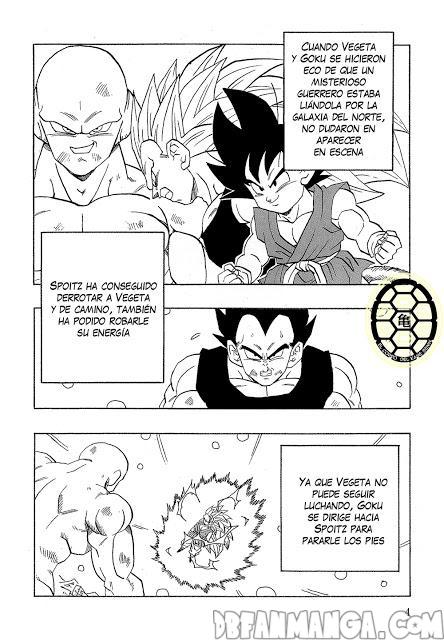 CUANDO VEGETA
Y GOKU SE HICIERON
ECO DE QUE UN
MISTERIOSO
GUERRERO ESTABA
LIÁNDOLA POR LA
GALAXIA DEL NORTE,
NO DUDARON EN
APARECER
EN ESCENA
SPOITZ HA CONSEGUIDO
DERROTAR A VEGETA
Y DE CAMINO, TAMBIÉN
HA PODIDO ROBARLE
SU ENERGÍA
龜
YA QUE VEGETA NO
PUEDE SEGUIR
LUCHANDO, GOKU
SE DIRIGE HACIA
SPOITZ PARA
PARARLE LOS PIES
1
DBFANMANGA.COM